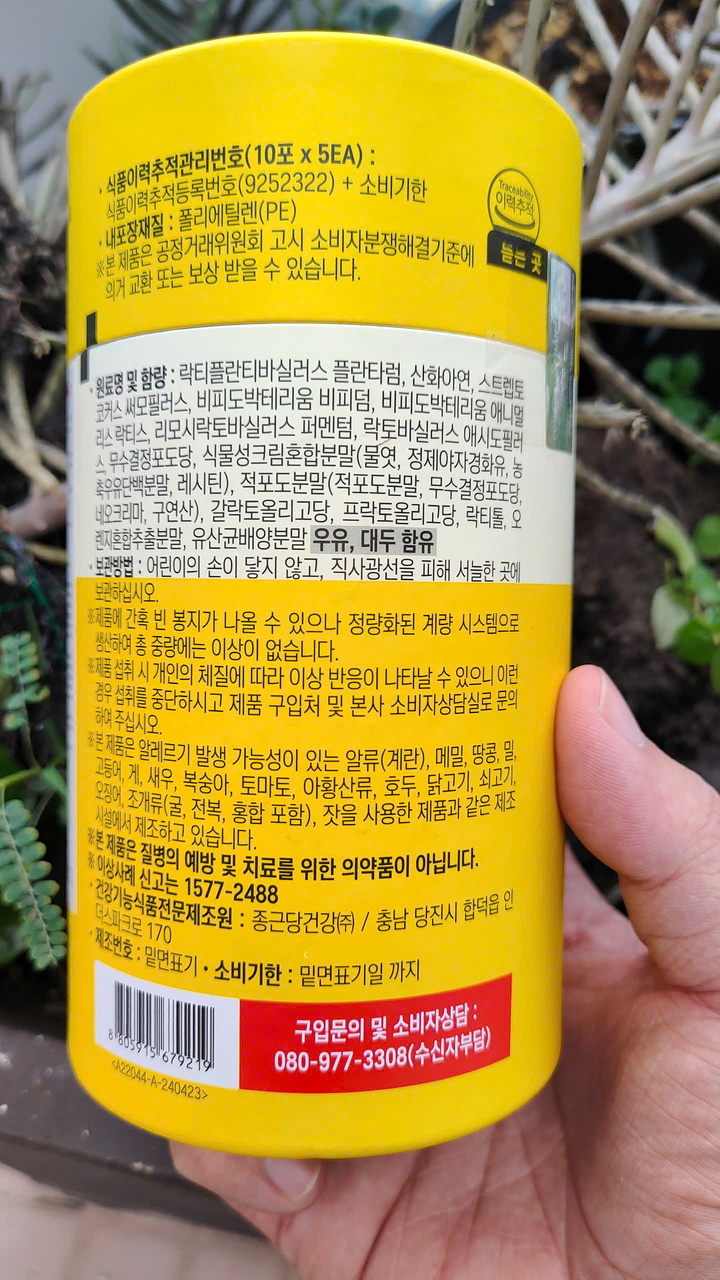 · 식품이력추적관리번호(10포 x 5EA) :
식품이력추적등록번호(9252322) + 소비기한
· 내포장재질 : 폴리에틸렌(PE)
※ 본 제품은 공정거래위원회 고시 소비자분쟁해결기준에
의거 교환 또는 보상 받을 수 있습니다.
Traceability
이력추적
뜯는 곳
· 원료명 및 함량 : 락티플란티바실러스 플란타럼, 산화아연, 스트렙토
코커스 써모필러스, 비피도박테리움 비피덤, 비피도박테리움 애니멀
리스 락티스, 리모시락토바실러스 퍼멘텀, 락토바실러스 애시도필러
스, 무수결정포도당, 식물성크림혼합분말(물엿, 정제야자경화유, 농
축우유단백분말, 레시틴), 적포도분말(적포도분말, 무수결정포도당,
네오크리마, 구연산), 갈락토올리고당, 프락토올리고당, 락티톨, 오
렌지혼합추출분말, 유산균배양분말 우유, 대두 함유
· 보관방법 : 어린이의 손이 닿지 않고, 직사광선을 피해 서늘한 곳에
보관하십시오.
※제품에 간혹 빈 봉지가 나올 수 있으나 정량화된 계량 시스템으로
생산하여 총 중량에는 이상이 없습니다.
※제품 섭취 시 개인의 체질에 따라 이상 반응이 나타날 수 있으니 이런
경우 섭취를 중단하시고 제품 구입처 및 본사 소비자상담실로 문의
하여 주십시오.
※본 제품은 알레르기 발생 가능성이 있는 알류(계란), 메밀, 땅콩, 밀,
고등어, 게, 새우, 복숭아, 토마토, 아황산류, 호두, 닭고기, 쇠고기,
오징어, 조개류(굴, 전복, 홍합 포함), 잣을 사용한 제품과 같은 제조
시설에서 제조하고 있습니다.
※본 제품은 질병의 예방 및 치료를 위한 의약품이 아닙니다.
※ 이상사례 신고는 1577-2488
· 건강기능식품전문제조원 : 종근당건강㈜ / 충남 당진시 합덕읍 인
더스파크로 170
· 제조번호 : 밑면표기 · 소비기한 : 밑면표기일 까지
8 805915 679219
<A22044-A-240423>
구입문의 및 소비자상담 :
080-977-3308(수신자부담)